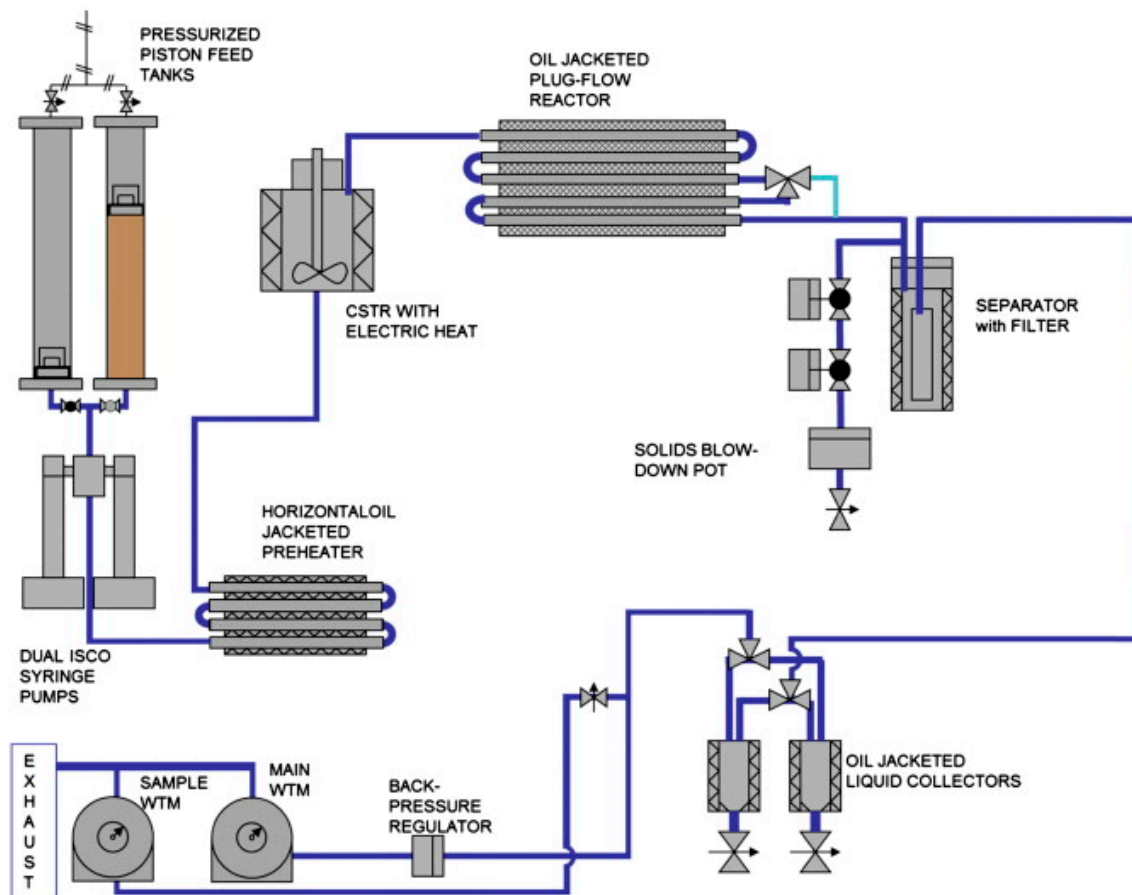 PRESSURIZED
PISTON FEED
TANKS
OIL JACKETED
PLUG-FLOW
REACTOR
CSTR WITH
ELECTRIC HEAT
SEPARATOR
with FILTER
SOLIDS BLOW-
DOWN POT
HORIZONTALOIL
JACKETED
PREHEATER
DUAL ISCO
SYRINGE
PUMPS
EXHAUST
SAMPLE
WTM
MAIN
WTM
BACK-
PRESSURE
REGULATOR
OIL JACKETED
LIQUID COLLECTORS